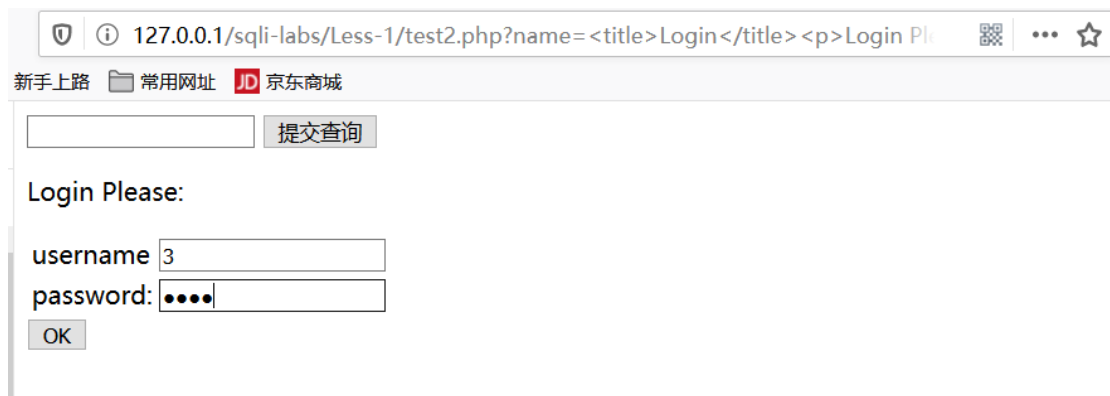 127.0.0.1/sqli-labs/Less-1/test2.php?name=<title>Login</title><p>Login Pl
新手上路 常用网址 JD 京东商城
提交查询
Login Please:
username 3
password: ••••
OK